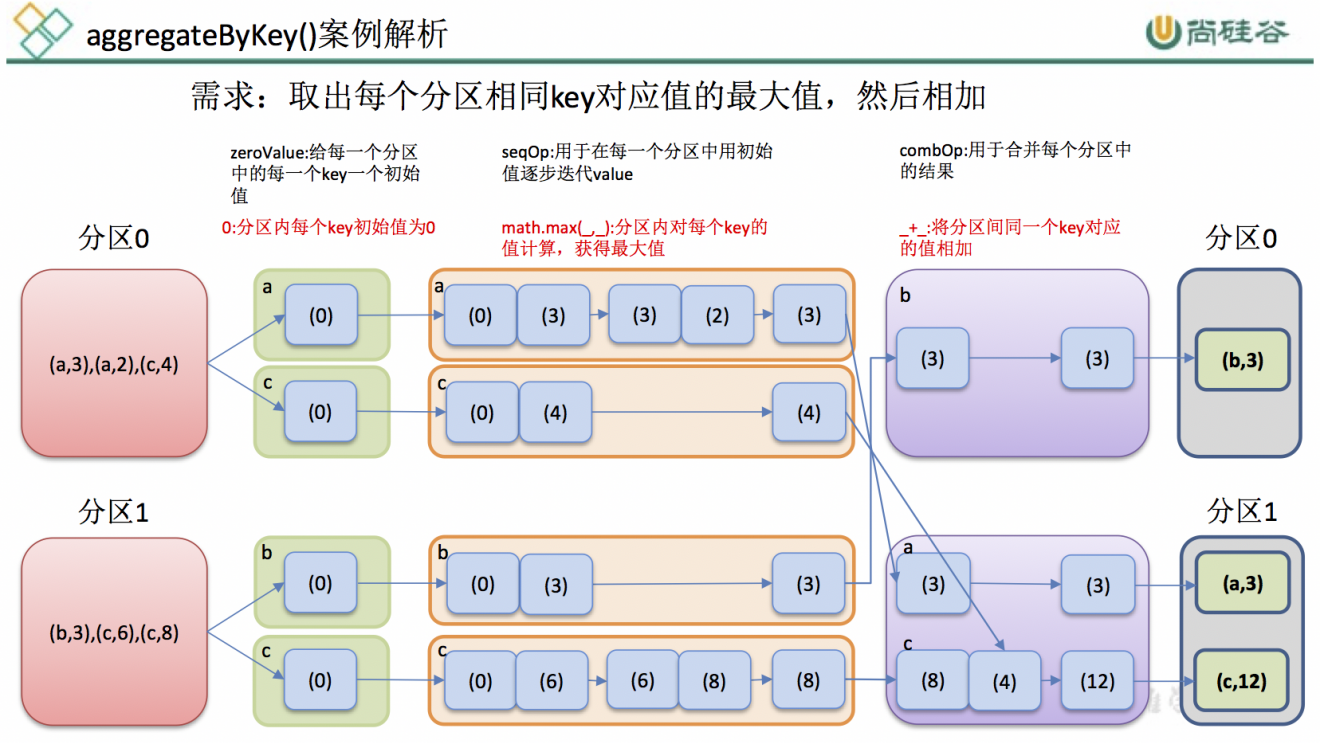 aggregateByKey()案例解析
尚硅谷
需求：取出每个分区相同key对应值的最大值，然后相加
zeroValue:给每一个分区
中的每一个key一个初始
值
seqOp:用于在每一个分区中用初始
值逐步迭代value
combOp:用于合并每个分区中
的结果
0:分区内每个key初始值为0
math.max(_,_):分区内对每个key的
值计算，获得最大值
_+_:将分区间同一个key对应
的值相加
分区0
分区0
(a,3),(a,2),(c,4)
a
(0)
a
(0) (3) (3) (2) (3)
c
(0)
c
(0) (4) (4)
b
(3) (3)
(b,3)
分区1
分区1
(b,3),(c,6),(c,8)
b
(0)
b
(0) (3) (3)
c
(0)
c
(0) (6) (6) (8) (8)
a
(3) (3)
(a,3)
c
(8) (4) (12)
(c,12)